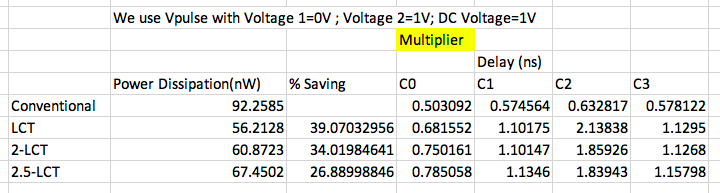 We use Vpulse with Voltage 1=0V ; Voltage 2=1V; DC Voltage=1V
Multiplier
Delay (ns)
Power Dissipation(nW) % Saving C0 C1 C2 C3
Conventional 92.2585 0.503092 0.574564 0.632817 0.578122
LCT 56.2128 39.07032956 0.681552 1.10175 2.13838 1.1295
2-LCT 60.8723 34.01984641 0.750161 1.10147 1.85926 1.1268
2.5-LCT 67.4502 26.88998846 0.785058 1.1346 1.83943 1.15798